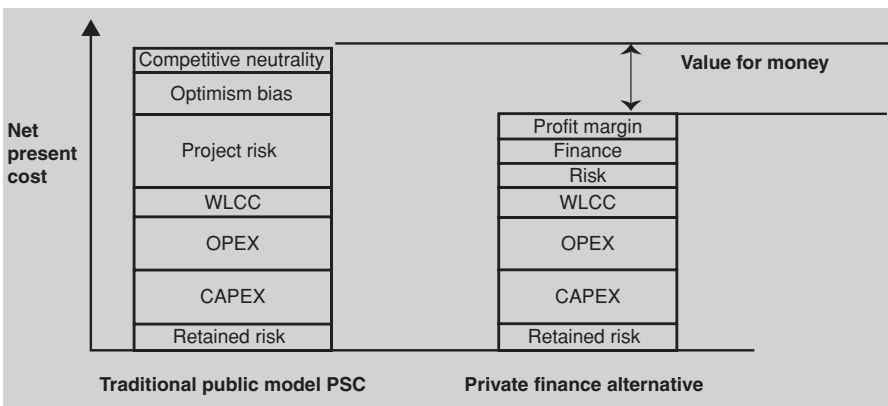 Net
present
cost
Competitive neutrality
Optimism bias
Project risk
WLCC
OPEX
CAPEX
Retained risk
Traditional public model PSC
Value for money
Profit margin
Finance
Risk
WLCC
OPEX
CAPEX
Retained risk
Private finance alternative